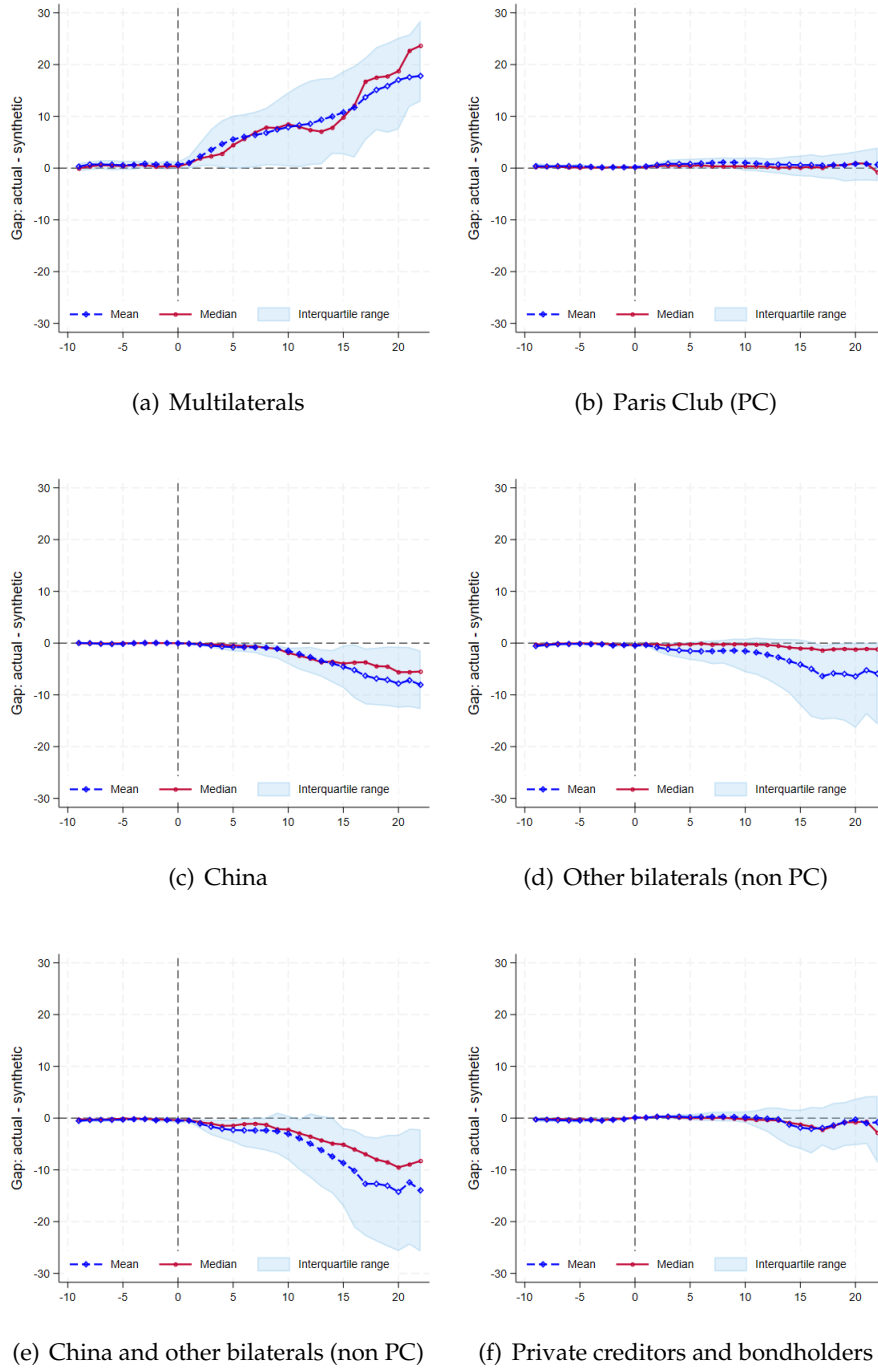 30
20
10
0
-10
-20
-30
Gap: actual - synthetic
Mean Median Interquartile range
-10 -5 0 5 10 15 20
(a) Multilaterals
30
20
10
0
-10
-20
-30
Gap: actual - synthetic
Mean Median Interquartile range
-10 -5 0 5 10 15 20
(b) Paris Club (PC)
30
20
10
0
-10
-20
-30
Gap: actual - synthetic
Mean Median Interquartile range
-10 -5 0 5 10 15 20
(c) China
30
20
10
0
-10
-20
-30
Gap: actual - synthetic
Mean Median Interquartile range
-10 -5 0 5 10 15 20
(d) Other bilaterals (non PC)
30
20
10
0
-10
-20
-30
Gap: actual - synthetic
Mean Median Interquartile range
-10 -5 0 5 10 15 20
(e) China and other bilaterals (non PC)
30
20
10
0
-10
-20
-30
Gap: actual - synthetic
Mean Median Interquartile range
-10 -5 0 5 10 15 20
(f) Private creditors and bondholders